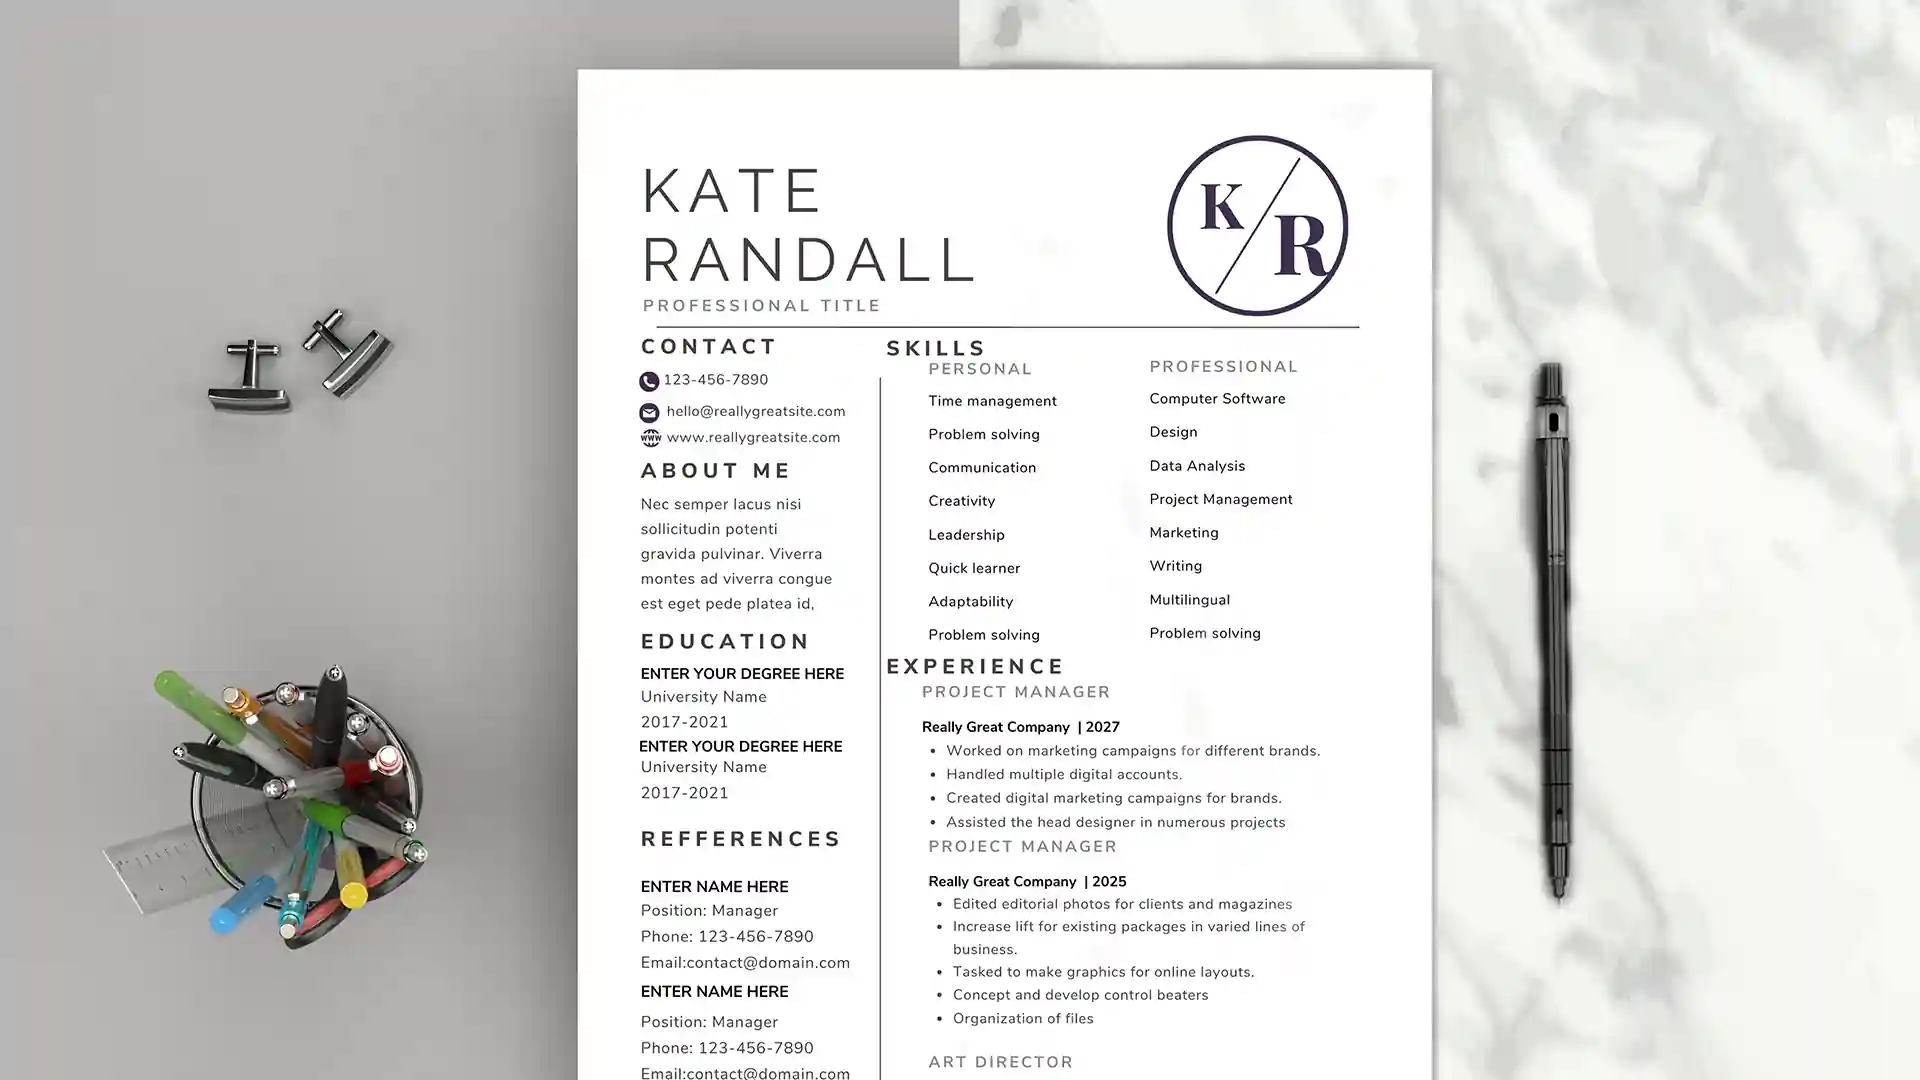 KATE
RANDALL
PROFESSIONAL TITLE
K
R
CONTACT
123-456-7890
hello@reallygreatsite.com
WWW www.reallygreatsite.com
ABOUT ME
Nec semper lacus nisi
sollicitudin potenti
gravida pulvinar. Viverra
montes ad viverra congue
est eget pede platea id,
EDUCATION
ENTER YOUR DEGREE HERE
University Name
2017-2021
ENTER YOUR DEGREE HERE
University Name
2017-2021
REFFERENCES
ENTER NAME HERE
Position: Manager
Phone: 123-456-7890
Email:contact@domain.com
ENTER NAME HERE
Position: Manager
Phone: 123-456-7890
Email:contact@domain.com
SKILLS
PERSONAL
Time management
Problem solving
Communication
Creativity
Leadership
Quick learner
Adaptability
Problem solving
PROFESSIONAL
Computer Software
Design
Data Analysis
Project Management
Marketing
Writing
Multilingual
Problem solving
EXPERIENCE
PROJECT MANAGER
Really Great Company | 2027
• Worked on marketing campaigns for different brands.
• Handled multiple digital accounts.
• Created digital marketing campaigns for brands.
• Assisted the head designer in numerous projects
PROJECT MANAGER
Really Great Company | 2025
• Edited editorial photos for clients and magazines
• Increase lift for existing packages in varied lines of
business.
• Tasked to make graphics for online layouts.
• Concept and develop control beaters
• Organization of files
ART DIRECTOR